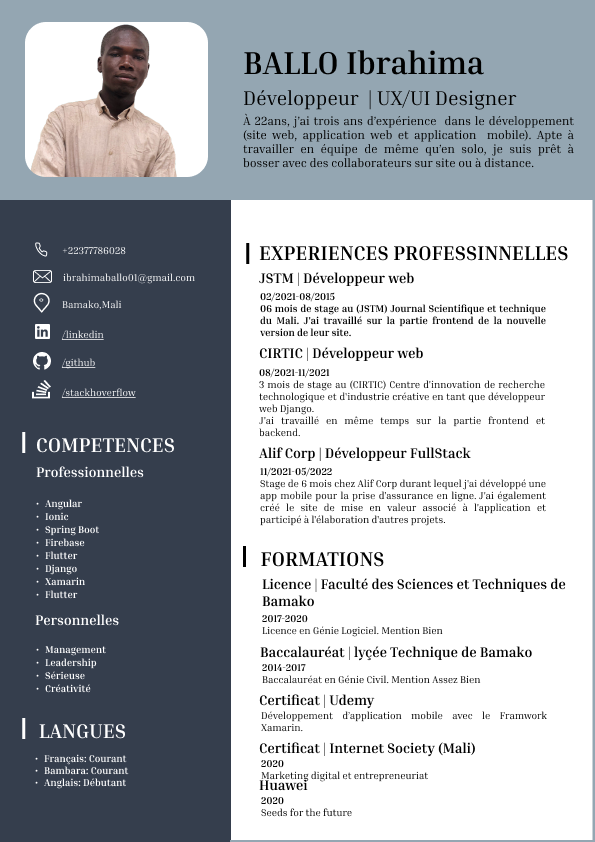 BALLO Ibrahima
Développeur | UX/UI Designer
À 22ans, j'ai trois ans d'expérience dans le développement
(site web, application web et application mobile). Apte à
travailler en équipe de même qu'en solo, je suis prêt à
bosser avec des collaborateurs sur site ou à distance.
+22377786028
ibrahimaballo01@gmail.com
Bamako,Mali
/linkedin
/github
/stackhoverflow
COMPETENCES
Professionnelles
• Angular
• Ionic
• Spring Boot
• Firebase
• Flutter
• Django
• Xamarin
• Flutter
Personnelles
• Management
• Leadership
• Sérieuse
• Créativité
LANGUES
• Français: Courant
• Bambara: Courant
• Anglais: Débutant
EXPERIENCES PROFESSINNELLES
JSTM | Développeur web
02/2021-08/2015
06 mois de stage au (JSTM) Journal Scientifique et technique
du Mali. J'ai travaillé sur la partie frontend de la nouvelle
version de leur site.
CIRTIC | Développeur web
08/2021-11/2021
3 mois de stage au (CIRTIC) Centre d'innovation de recherche
technologique et d'industrie créative en tant que développeur
web Django.
J'ai travaillé en même temps sur la partie frontend et
backend.
Alif Corp | Développeur FullStack
11/2021-05/2022
Stage de 6 mois chez Alif Corp durant lequel j'ai développé une
app mobile pour la prise d'assurance en ligne. J'ai également
créé le site de mise en valeur associé à l'application et
participé à l'élaboration d'autres projets.
FORMATIONS
Licence | Faculté des Sciences et Techniques de
Bamako
2017-2020
Licence en Génie Logiciel. Mention Bien
Baccalauréat | lyçée Technique de Bamako
2014-2017
Baccalauréat en Génie Civil. Mention Assez Bien
Certificat | Udemy
Développement d'application mobile avec le Framwork
Xamarin.
Certificat | Internet Society (Mali)
2020
Marketing digital et entrepreneuriat
Huawei
2020
Seeds for the future